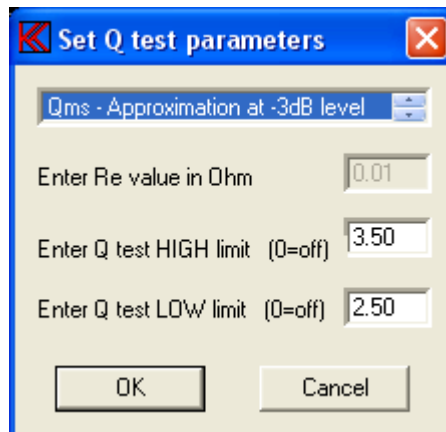 Set Q test parameters
Qms - Approximation at -3dB level
Enter Re value in Ohm 0.01
Enter Q test HIGH limit (0=off) 3.50
Enter Q test LOW limit (0=off) 2.50
OK Cancel